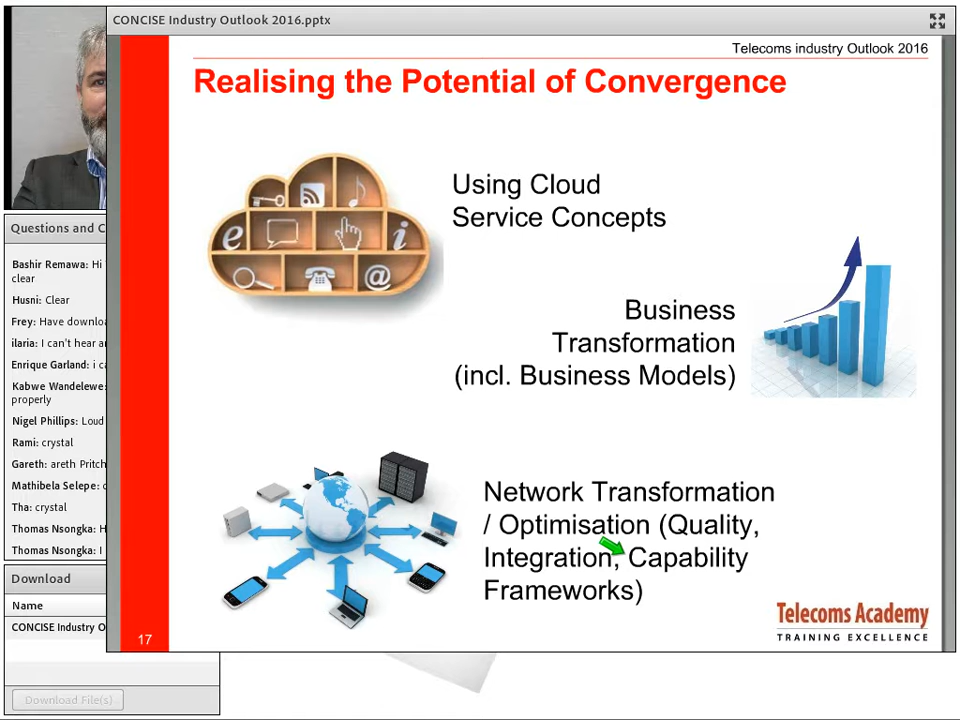 CONCISE Industry Outlook 2016.pptx
Telecoms industry Outlook 2016
Realising the Potential of Convergence
Using Cloud
Service Concepts
e
i
@
Business
Transformation
(incl. Business Models)
Network Transformation
/ Optimisation (Quality,
Integration, Capability
Frameworks)
Telecoms Academy
TRAINING EXCELLENCE
17
Questions and
Bashir Remawa: Hi
clear
Husni: Clear
Frey: Have
ilaria: I can't hear
Enrique Garland: i
Kabwe Wandelewe:
properly
Nigel Phillips: Loud
Rami: crystal
Gareth: areth
Mathibela Selepe:
Tha: crystal
Thomas Nsongka:
Thomas Nsongka: I
Download
Name
CONCISE Industry
Download File(s)